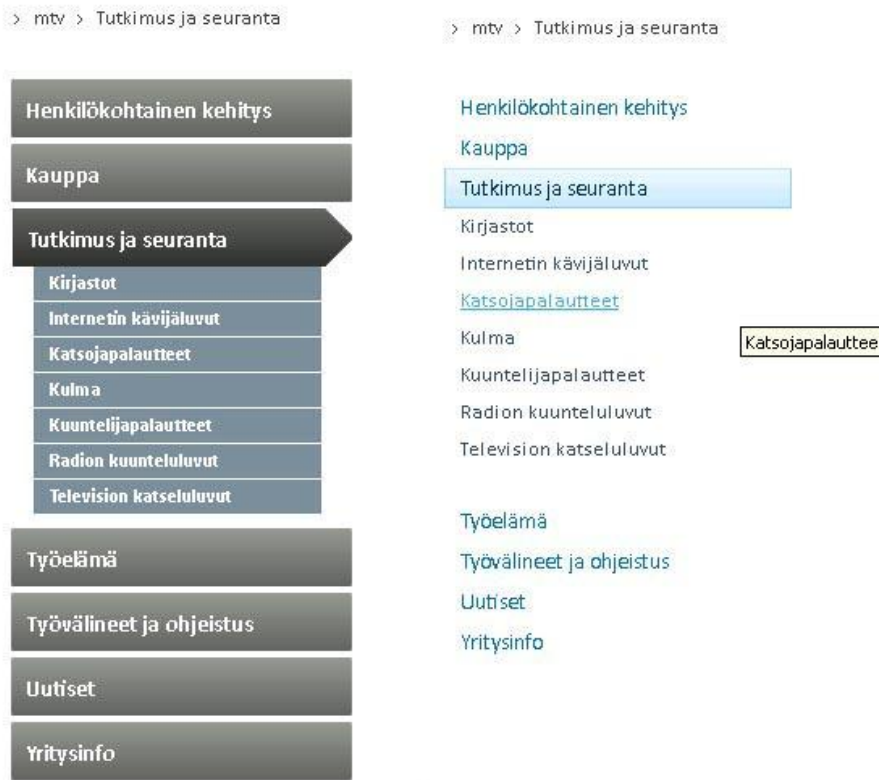 > mtv > Tutkimus ja seuranta
Henkilökohtainen kehitys
Kauppa
Tutkimus ja seuranta
Kirjastot
Internetin kävijäluvut
Katsojapalautteet
Kulma
Kuuntelijapalautteet
Radion kuunteluluvut
Television katseluluvut
Työelämä
Työvälineet ja ohjeistus
Uutiset
Yritysinfo
> mtv > Tutkimus ja seuranta
Henkilökohtainen kehitys
Kauppa
Tutkimus ja seuranta
Kirjastot
Internetin kävijäluvut
Katsojapalautteet
Kulma
Katsojapalauttee
Kuuntelijapalautteet
Radion kuunteluluvut
Television katseluluvut
Työelämä
Työvälineet ja ohjeistus
Uutiset
Yritysinfo